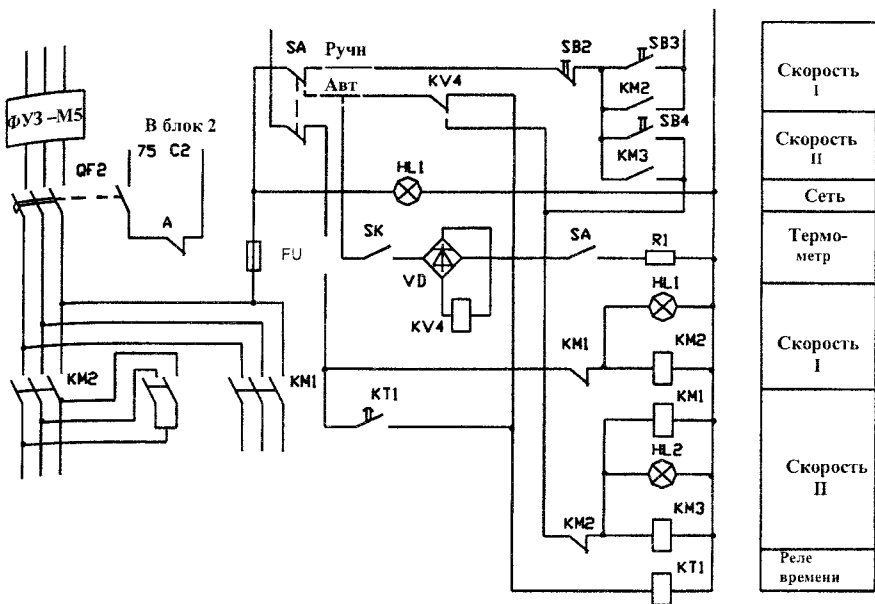 SA
Ручн
SB2
SB3
Скорость
I
Авт
KV4
KM2
ФУЗ –М5
В блок 2
SB4
75 C2
KM3
Скорость
II
QF2
HL1
Сеть
A
SK
SA
R1
Термо-
метр
FU
VD
HL1
KV4
KM1
KM2
Скорость
I
KM2
KM1
KT1
KM1
HL2
Скорость
II
KM2
KM3
KT1
Реле
времени